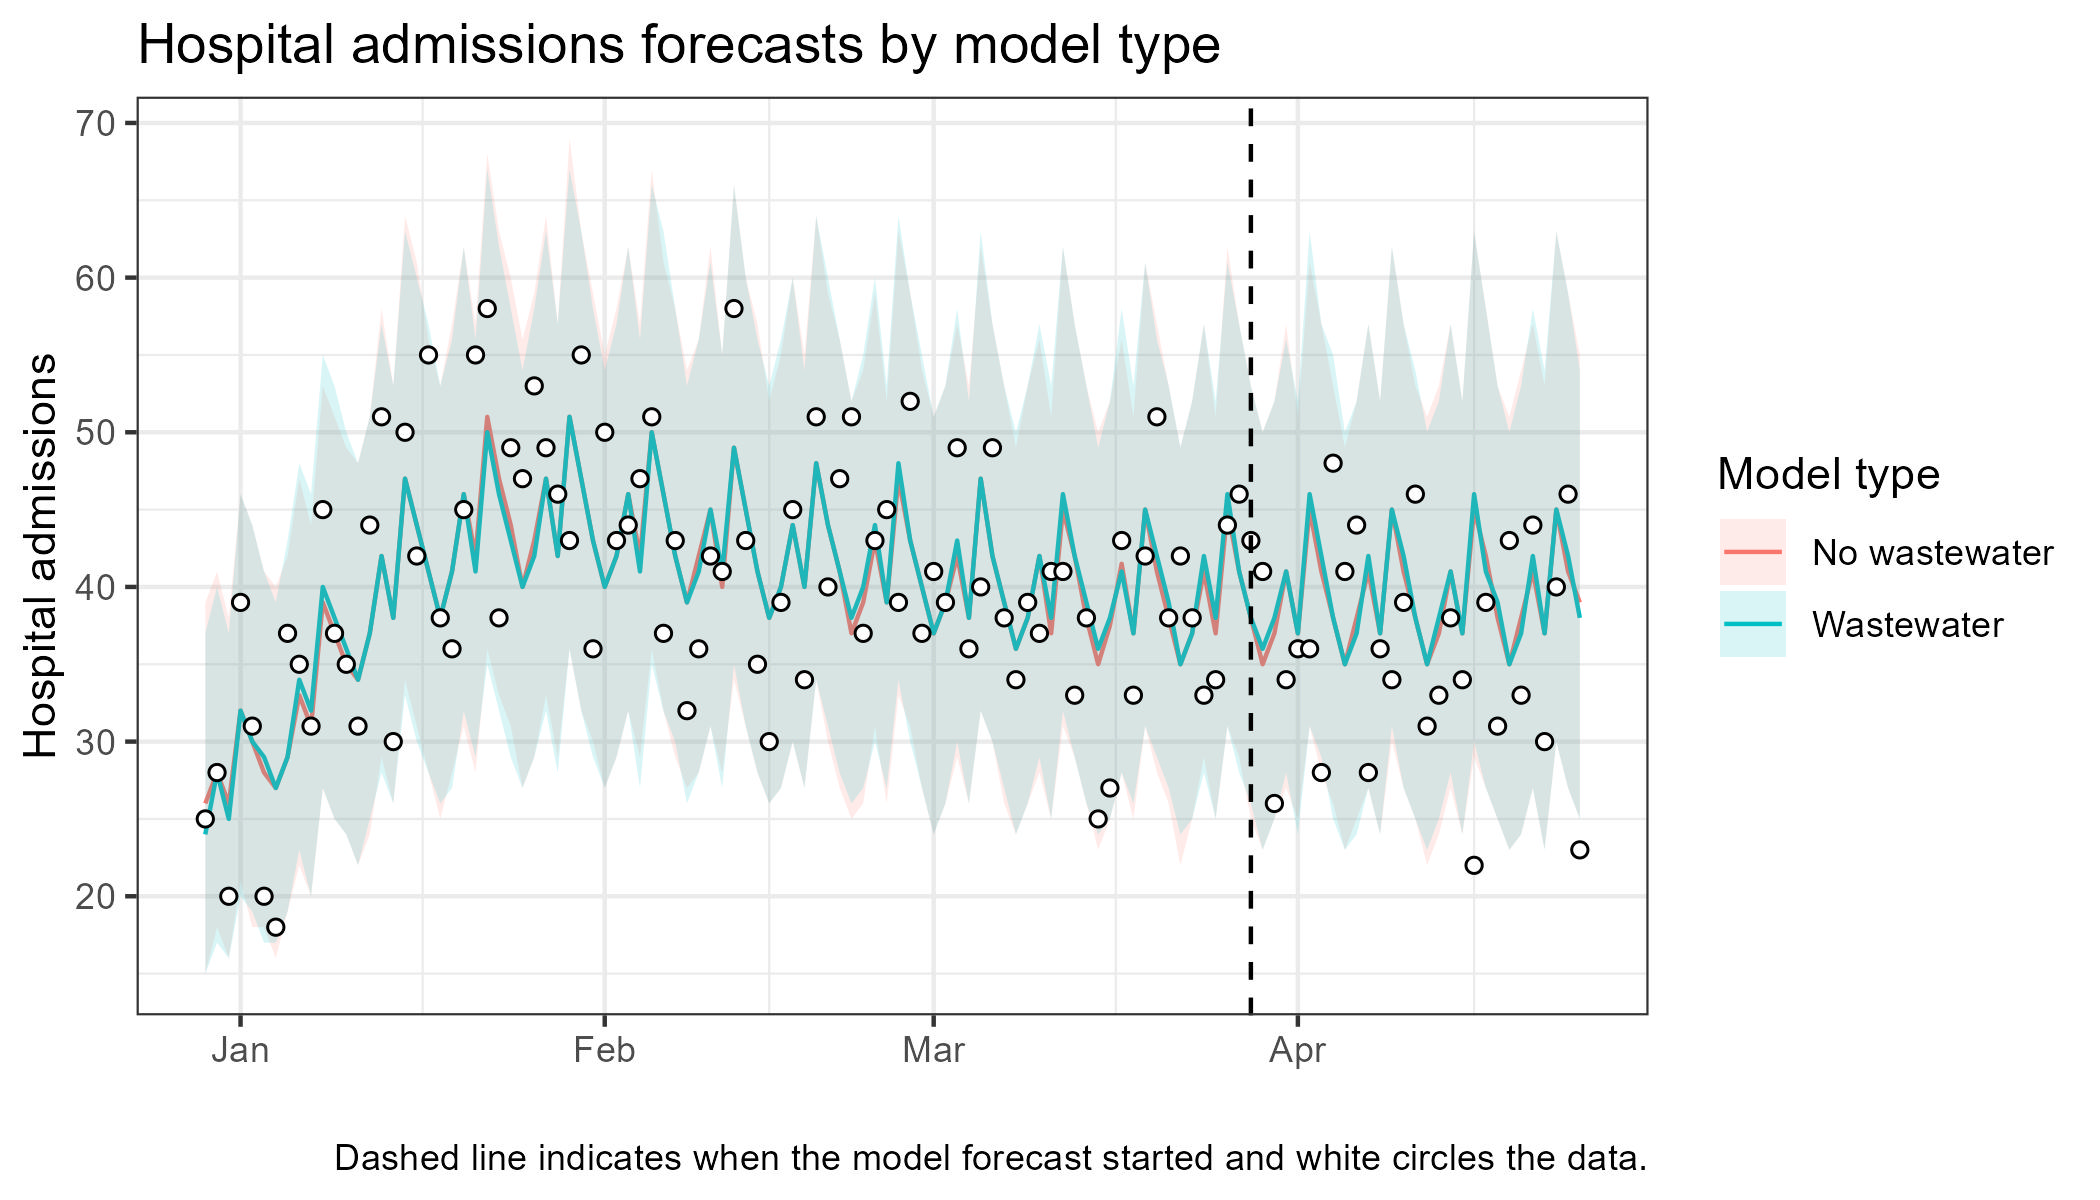 Hospital admissions forecasts by model type
Hospital admissions
70
60
50
40
30
20
Jan Feb Mar Apr
Model type
No wastewater
Wastewater
Dashed line indicates when the model forecast started and white circles the data.